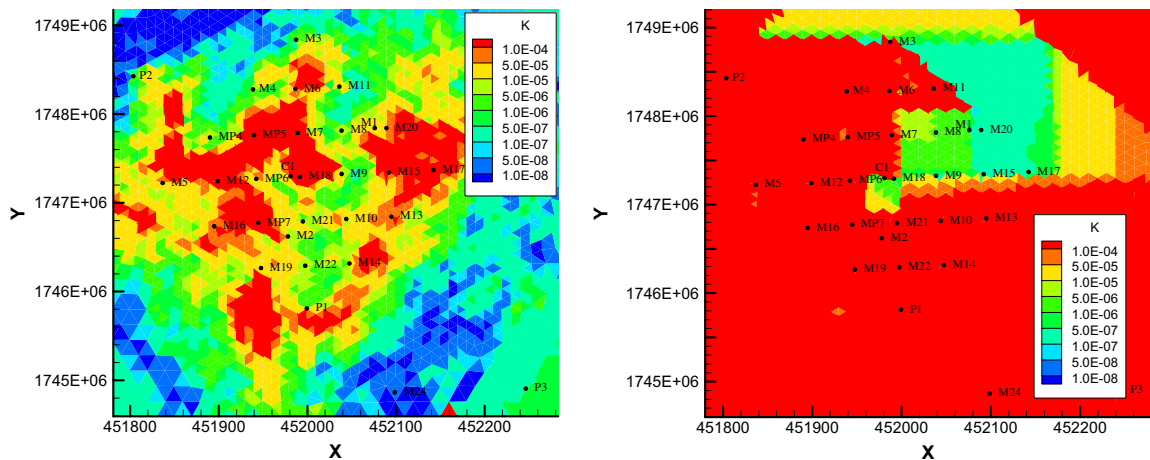 1749E+06
1748E+06
1747E+06
1746E+06
1745E+06
Y
451800
451900
452000
452100
452200
X
K
1.0E-04
5.0E-05
1.0E-05
5.0E-06
1.0E-06
5.0E-07
1.0E-07
5.0E-08
1.0E-08
M3
P2
M4
M6
M11
MP4
MP5
M7
M8
M1
M20
M5
M12
MP6
C1
M18
M9
M15
M17
M16
MP7
M21
M10
M13
M2
M19
M22
M14
P1
M24
P3
1749E+06
1748E+06
1747E+06
1746E+06
1745E+06
Y
451800
451900
452000
452100
452200
X
K
1.0E-04
5.0E-05
1.0E-05
5.0E-06
1.0E-06
5.0E-07
1.0E-07
5.0E-08
1.0E-08
M3
P2
M4
M6
M11
MP4
MP5
M7
M8
M1
M20
M5
M12
MP6
C1
M18
M9
M15
M17
M16
MP7
M21
M10
M13
M2
M19
M22
M14
P1
M24
P3